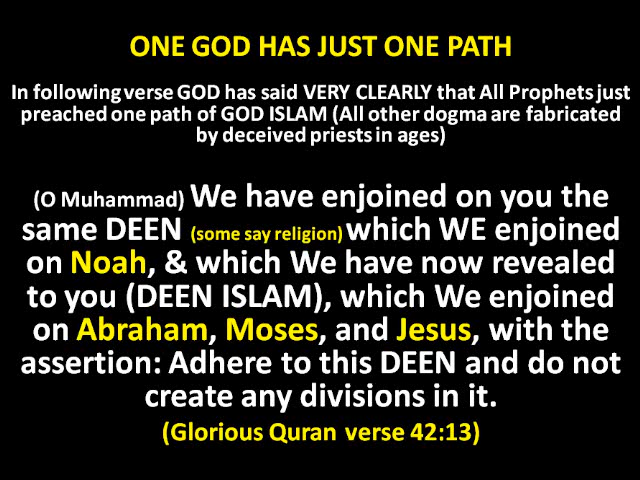 ONE GOD HAS JUST ONE PATH
In following verse GOD has said VERY CLEARLY that All Prophets just
preached one path of GOD ISLAM (All other dogma are fabricated
by deceived priests in ages)
(O Muhammad) We have enjoined on you the
same DEEN (some say religion) which WE enjoined
on Noah, & which We have now revealed
to you (DEEN ISLAM), which We enjoined
on Abraham, Moses, and Jesus, with the
assertion: Adhere to this DEEN and do not
create any divisions in it.
(Glorious Quran verse 42:13)